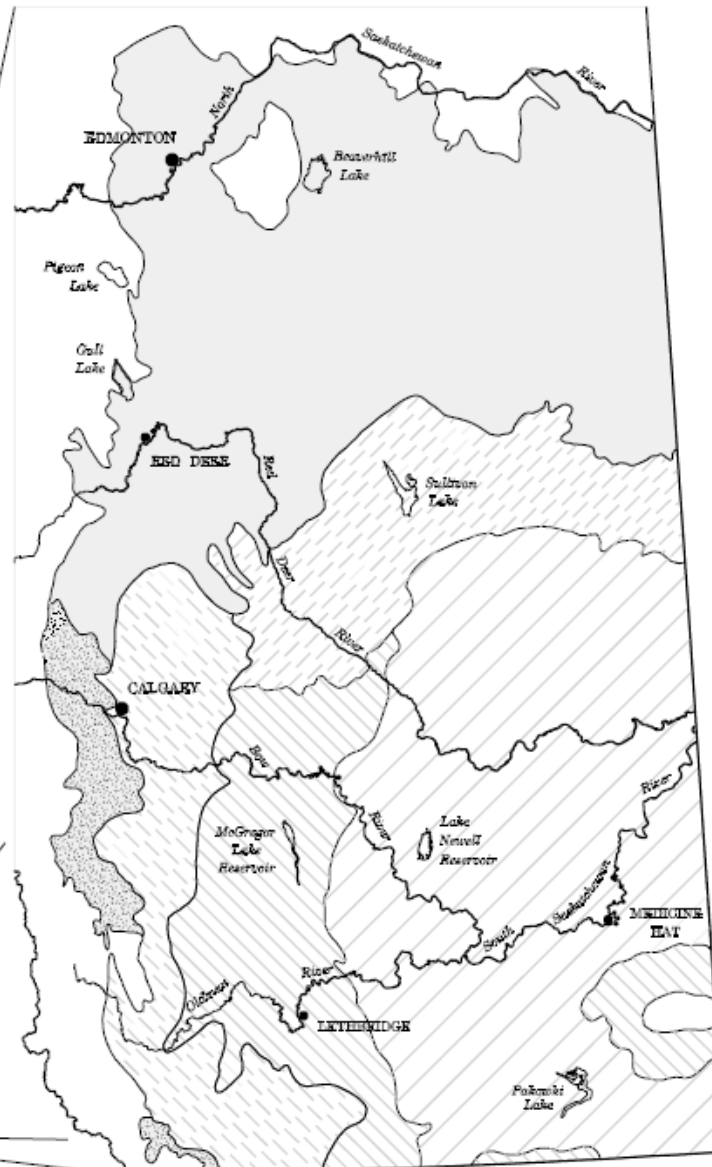 Saskatchewan
River
North
EDMONTON
Beaverhill
Lake
Pigeon
Lake
Gull
Lake
RED DEER
Red
Sullivan
Lake
Deer
River
CALGARY
Bow
River
River
McGregor
Lake
Reservoir
Lake
Newell
Reservoir
Saskatchewan
MEDICINE
HAT
South
River
Oldman
LETHBRIDGE
Pakowki
Lake